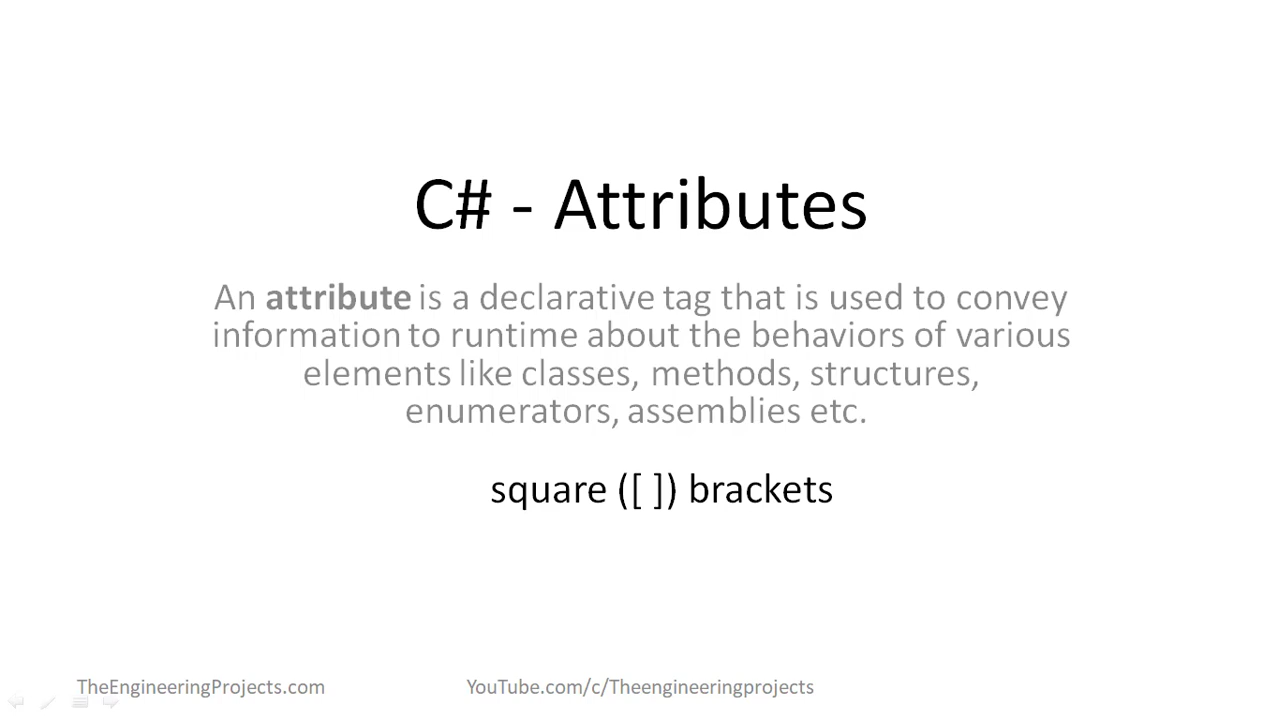 C# - Attributes
An attribute is a declarative tag that is used to convey
information to runtime about the behaviors of various
elements like classes, methods, structures,
enumerators, assemblies etc.
square ([ ]) brackets
TheEngineeringProjects.com
YouTube.com/c/Theengineeringprojects